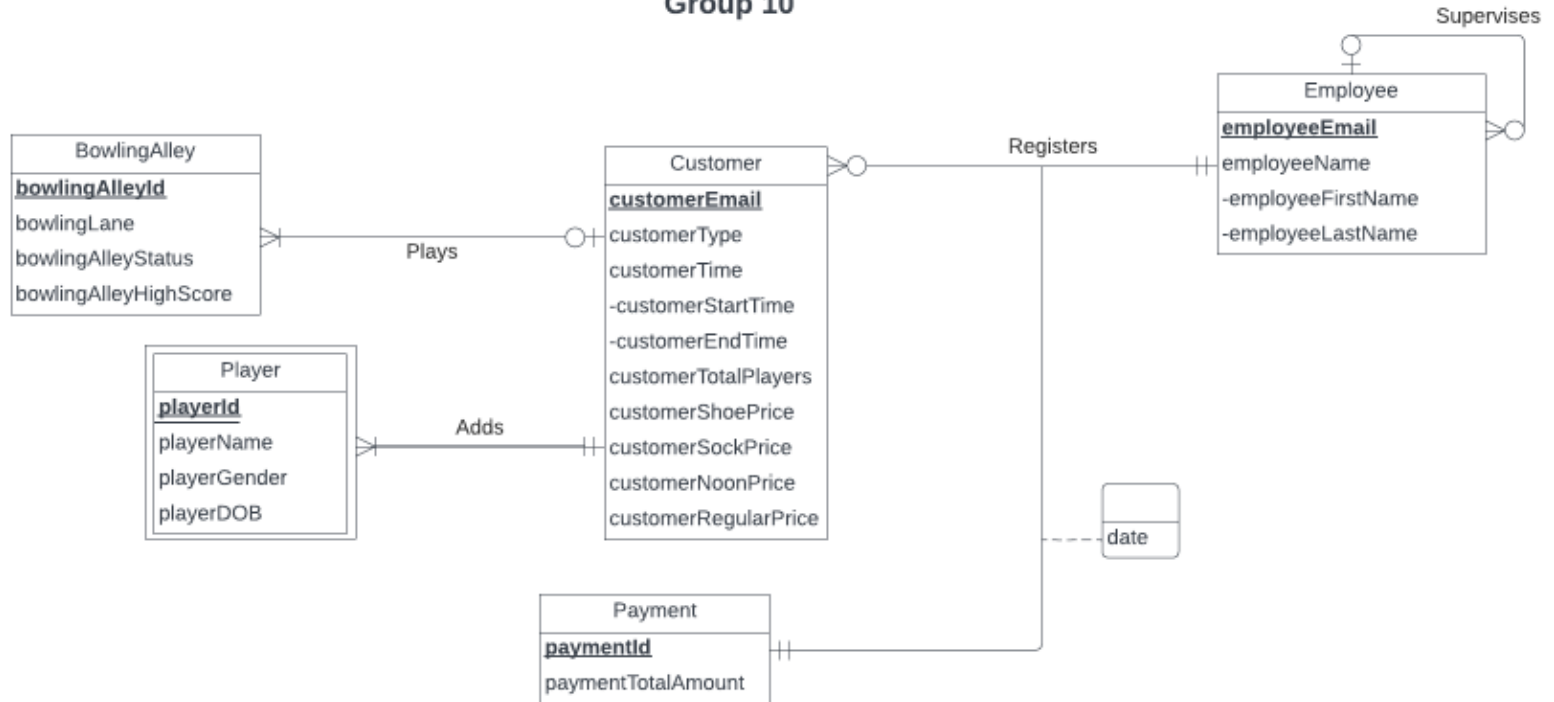 Group 10
Supervises
Employee
employeeEmail
employeeName
-employeeFirstName
-employeeLastName
Registers
BowlingAlley
bowlingAlleyId
bowlingLane
bowlingAlleyStatus
bowlingAlleyHighScore
Plays
Customer
customerEmail
customerType
customerTime
-customerStartTime
-customerEndTime
customerTotalPlayers
customerShoePrice
customerSockPrice
customerNoonPrice
customerRegularPrice
Player
playerId
playerName
playerGender
playerDOB
Adds
date
Payment
paymentId
paymentTotalAmount